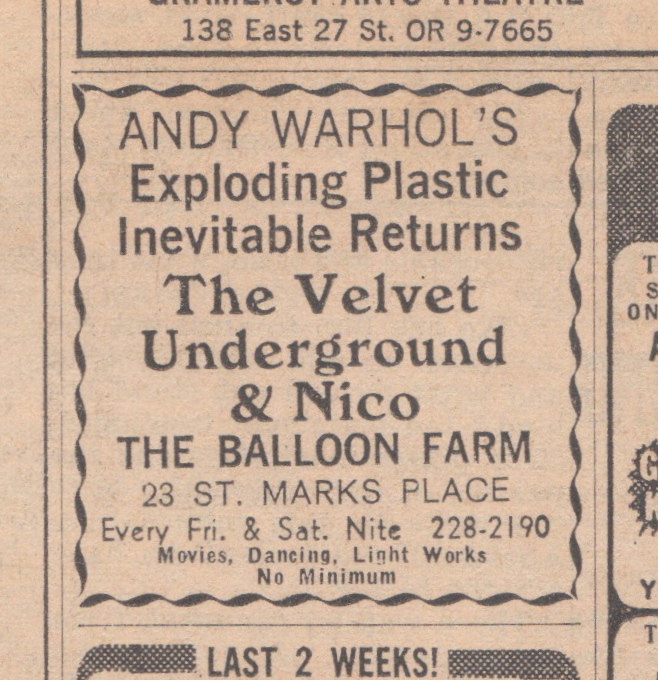 138 East 27 St. OR 9-7665
ANDY WARHOL'S
Exploding Plastic
Inevitable Returns
The Velvet
Underground
& Nico
THE BALLOON FARM
23 ST. MARKS PLACE
Every Fri. & Sat. Nite 228-2190
Movies, Dancing, Light Works
No Minimum
LAST 2 WEEKS!